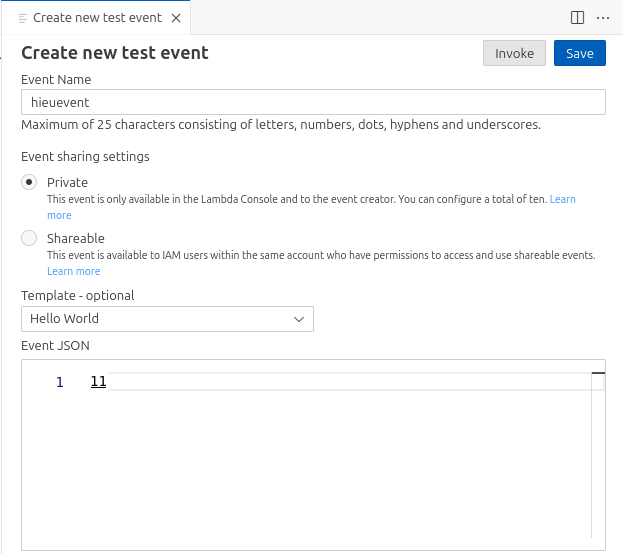 Create new test event
Create new test event
Invoke
Save
Event Name
hieuevent
Maximum of 25 characters consisting of letters, numbers, dots, hyphens and underscores.
Event sharing settings
Private
This event is only available in the Lambda Console and to the event creator. You can configure a total of ten. Learn
more
Shareable
This event is available to IAM users within the same account who have permissions to access and use shareable events.
Learn more
Template - optional
Hello World
Event JSON
1 11